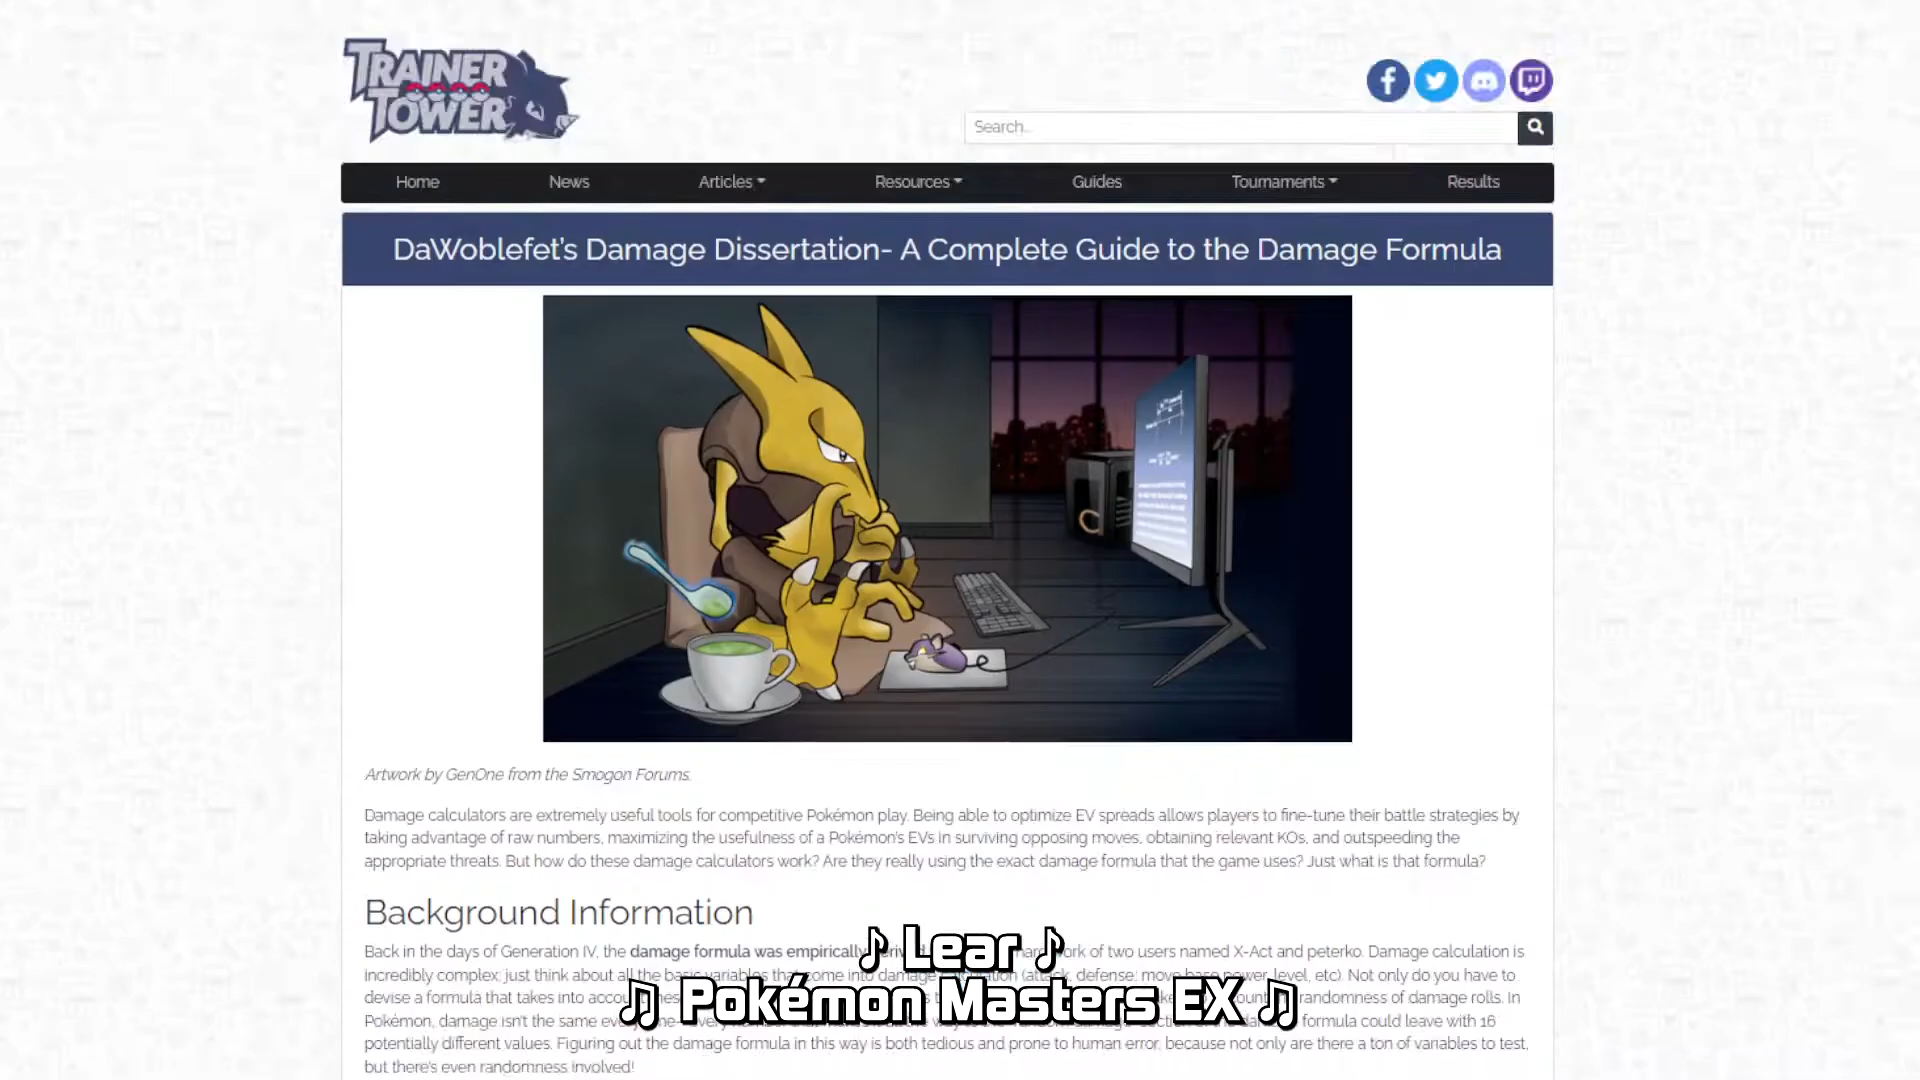 TRAINER
TOWER
Search...
Home News Articles Resources Guides Tournaments Results
DaWoblefet's Damage Dissertation- A Complete Guide to the Damage Formula
Artwork by GenOne from the Smogon Forums.
Damage calculators are extremely useful tools for competitive Pokémon play. Being able to optimize EV spreads allows players to fine-tune their battle strategies by
taking advantage of raw numbers, maximizing the usefulness of a Pokémon's EVs in surviving opposing moves, obtaining relevant KOs, and outspeeding the
appropriate threats. But how do these damage calculators work? Are they really using the exact damage formula that the game uses? Just what is that formula?
Background Information
Back in the days of Generation IV, the damage formula was empirically work of two users named X-Act and peterko. Damage calculation is
♪ Lear ♪
incredibly complex; just think about all the basic variables that come into damage (attack, defense, move base power, level, etc). Not only do you have to
devise a formula that takes into randomness of damage rolls. In
♫ Pokémon Masters EX ♫
Pokémon, damage isn't the same formula could leave with 16
potentially different values. Figuring out the damage formula in this way is both tedious and prone to human error, because not only are there a ton of variables to test,
but there's even randomness involved!